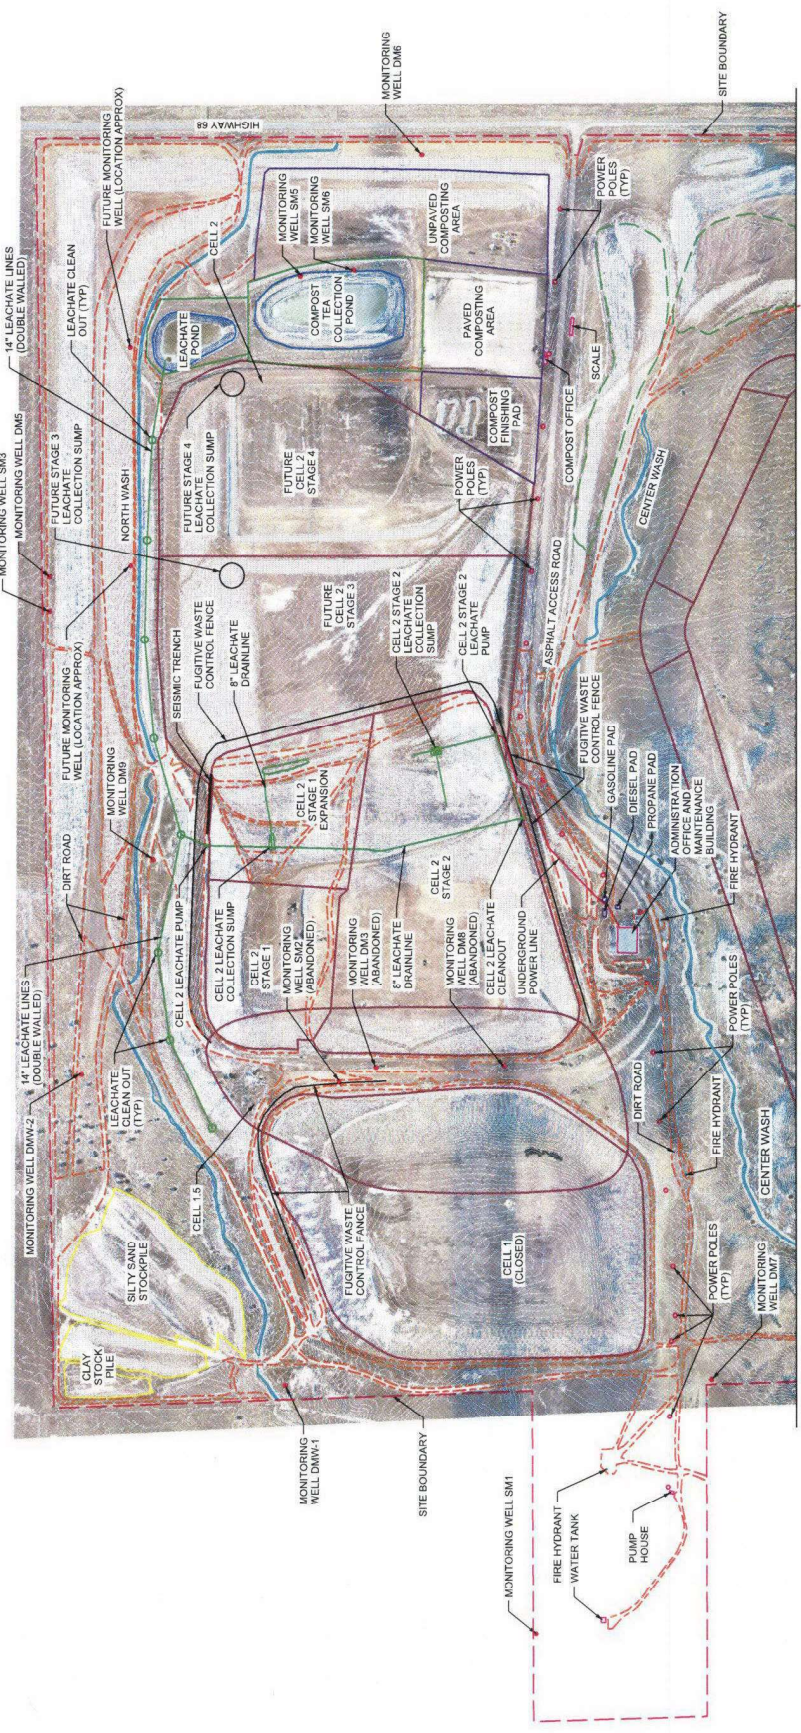 MONITORING WELL SM3
MONITORING WELL DM5
14" LEACHATE LINES
(DOUBLE WALLED)
FUTURE STAGE 3
LEACHATE
COLLECTION SUMP
LEACHATE CLEAN
OUT (TYP)
FUTURE MONITORING
WELL (LOCATION APPROX)
HIGHWAY 68
MONITORING
WELL DM6
SITE BOUNDARY
NORTH WASH
FUTURE MONITORING
WELL (LOCATION APPROX)
DIRT ROAD
MONITORING
WELL DM9
SEISMIC TRENCH
FUGITIVE WASTE
CONTROL FENCE
8" LEACHATE
DRAINLINE
FUTURE STAGE 4
LEACHATE
COLLECTION SUMP
CELL 2
LEACHATE
POND
MONITORING
WELL SM5
MONITORING
WELL SM6
COMPOST
TEA
COLLECTION
POND
UNPAVED
COMPOSTING
AREA
PAVED
COMPOSTING
AREA
COMPOST
FINISHING
PAD
POWER
POLES
(TYP)
SCALE
COMPOST OFFICE
POWER
POLES
(TYP)
FUTURE
CELL 2
STAGE 4
FUTURE
CELL 2
STAGE 3
CELL 2 STAGE 2
LEACHATE
COLLECTION
SUMP
CELL 2 STAGE 2
LEACHATE
PUMP
ASPHALT ACCESS ROAD
CENTER WASH
MONITORING WELL DMW-2
14" LEACHATE LINES
(DOUBLE WALLED)
LEACHATE
CLEAN OUT
(TYP)
CELL 2 LEACHATE PUMP
CELL 2 LEACHATE
COLLECTION SUMP
CELL 2
STAGE 1
CELL 2
STAGE 1
EXPANSION
MONITORING
WELL SM2
(ABANDONED)
MONITORING
WELL DM3
(ABANDONED)
8" LEACHATE
DRAINLINE
CELL 2
STAGE 2
MONITORING
WELL DM8
(ABANDONED)
CELL 2 LEACHATE
CLEANOUT
UNDERGROUND
POWER LINE
FUGITIVE WASTE
CONTROL FENCE
GASOLINE PAD
DIESEL PAD
PROPANE PAD
ADMINISTRATION
OFFICE AND
MAINTENANCE
BUILDING
FIRE HYDRANT
POWER POLES
(TYP)
DIRT ROAD
FIRE HYDRANT
CENTER WASH
SILTY SAND
STOCKPILE
CLAY
STOCK
PILE
CELL 1.5
FUGITIVE WASTE
CONTROL FANCE
CELL 1
(CLOSED)
POWER POLES
(TYP)
MONITORING
WELL DM7
MONITORING
WELL DMW-1
SITE BOUNDARY
MONITORING WELL SM1
FIRE HYDRANT
WATER TANK
PUMP
HOUSE